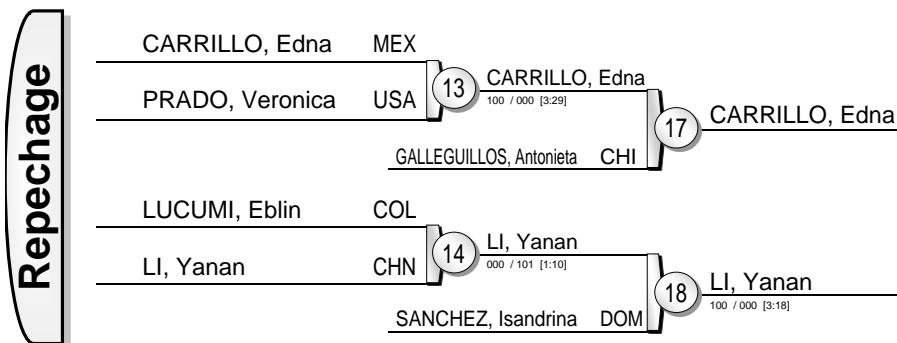 Repechage
CARRILLO, Edna MEX
PRADO, Veronica USA
13
CARRILLO, Edna
100 / 000 [3:29]
GALLEGUILLOS, Antonieta CHI
17
CARRILLO, Edna
LUCUMI, Eblin COL
LI, Yanan CHN
14
LI, Yanan
000 / 101 [1:10]
SANCHEZ, Isandrina DOM
18
LI, Yanan
100 / 000 [3:18]